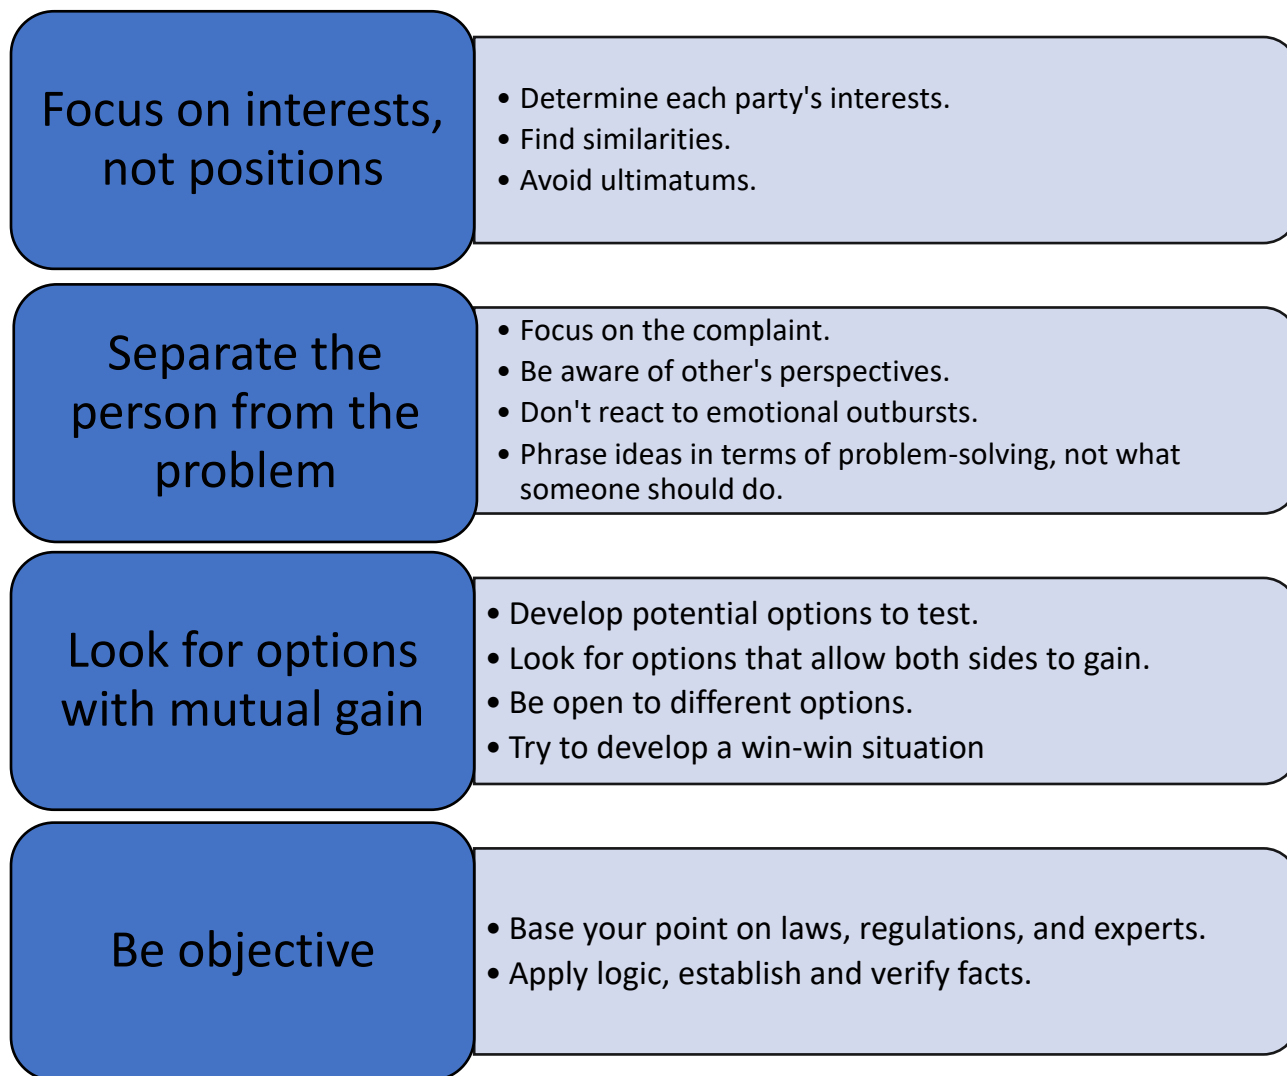 Focus on interests,
not positions
• Determine each party's interests.
• Find similarities.
• Avoid ultimatums.
Separate the
person from the
problem
• Focus on the complaint.
• Be aware of other's perspectives.
• Don't react to emotional outbursts.
• Phrase ideas in terms of problem-solving, not what
someone should do.
Look for options
with mutual gain
• Develop potential options to test.
• Look for options that allow both sides to gain.
• Be open to different options.
• Try to develop a win-win situation
Be objective
• Base your point on laws, regulations, and experts.
• Apply logic, establish and verify facts.